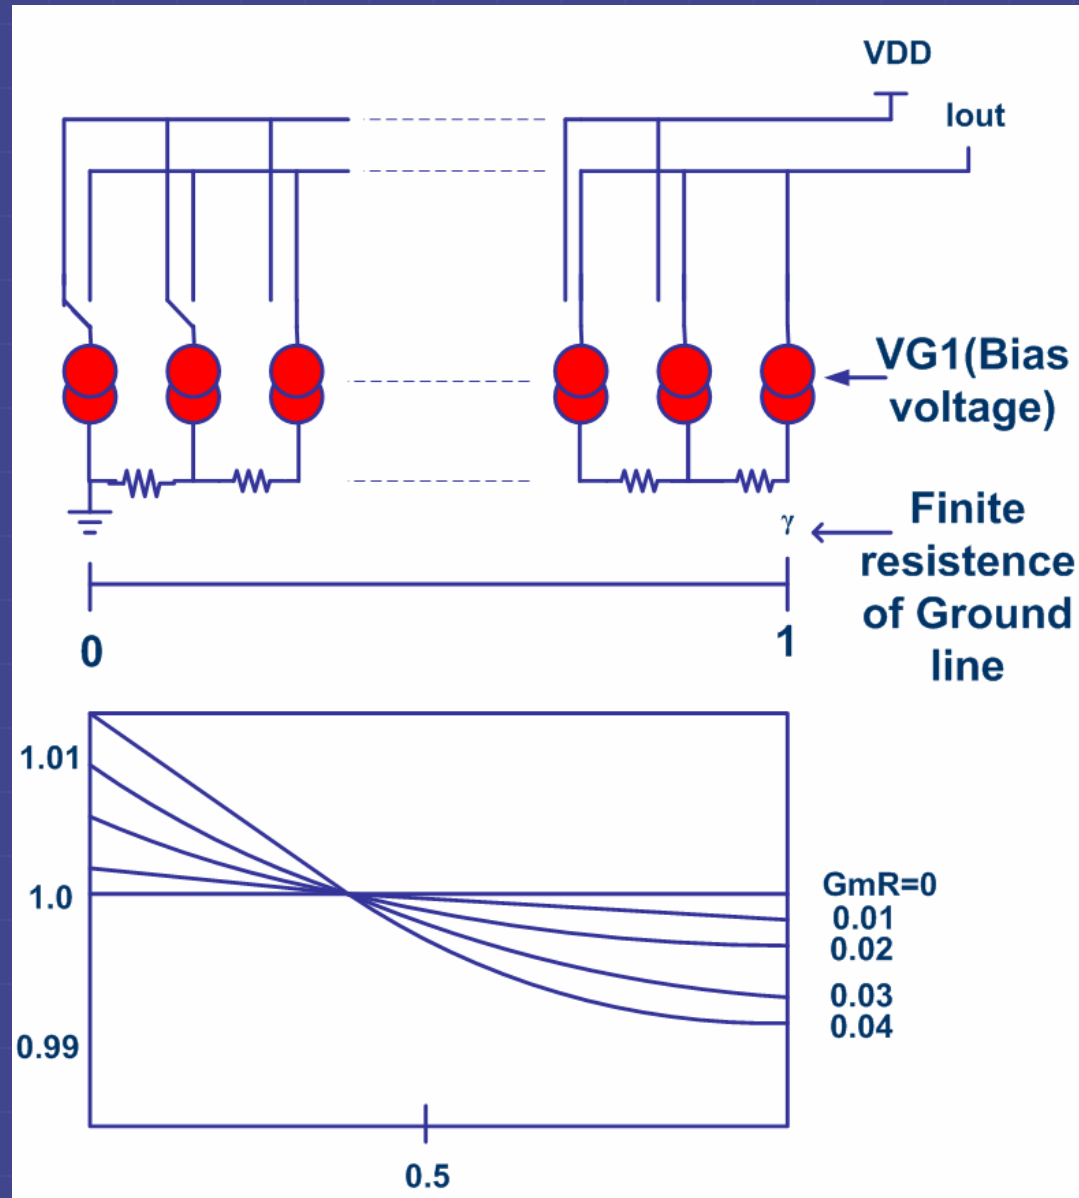 VDD
Iout
VG1(Bias
voltage)
γ
Finite
resistence
of Ground
line
0
1
1.01
1.0
0.99
GmR=0
0.01
0.02
0.03
0.04
0.5